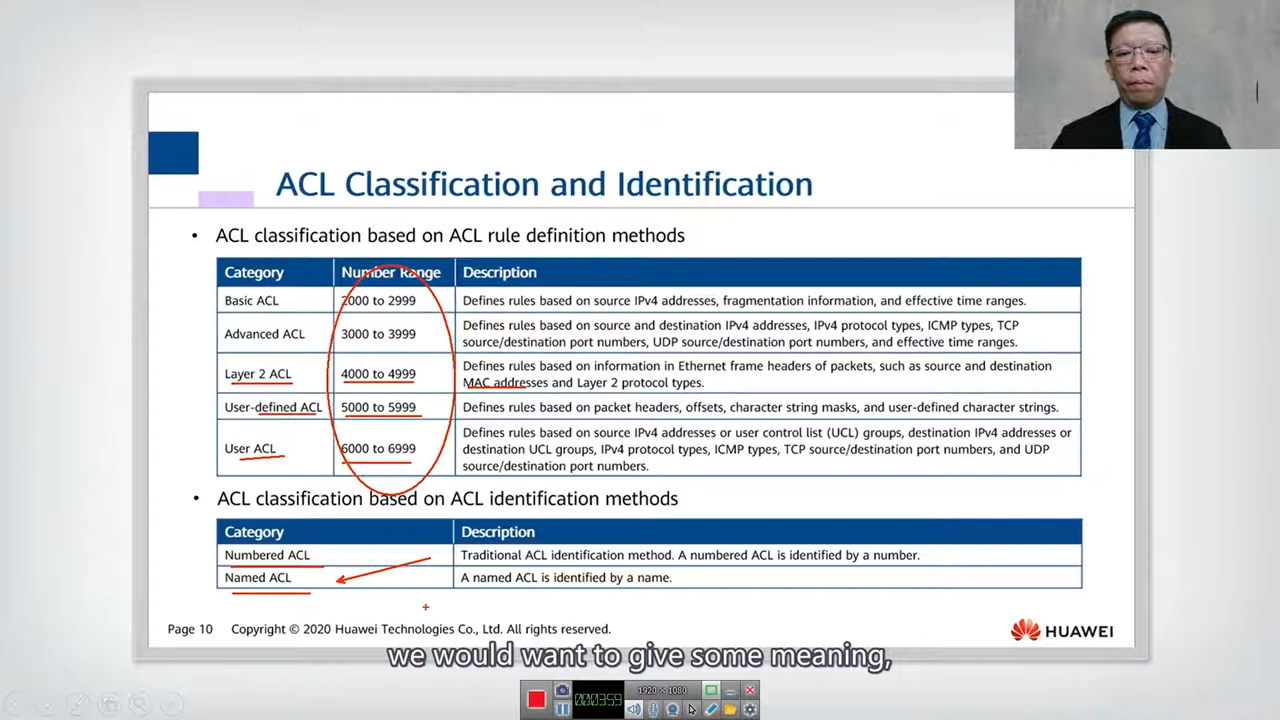 ACL Classification and Identification
• ACL classification based on ACL rule definition methods
Category Number Range Description
Basic ACL 2000 to 2999 Defines rules based on source IPv4 addresses, fragmentation information, and effective time ranges.
Advanced ACL 3000 to 3999 Defines rules based on source and destination IPv4 addresses, IPv4 protocol types, ICMP types, TCP
source/destination port numbers, UDP source/destination port numbers, and effective time ranges.
Layer 2 ACL 4000 to 4999 Defines rules based on information in Ethernet frame headers of packets, such as source and destination
MAC addresses and Layer 2 protocol types.
User-defined ACL 5000 to 5999 Defines rules based on packet headers, offsets, character string masks, and user-defined character strings.
User ACL 6000 to 6999 Defines rules based on source IPv4 addresses or user control list (UCL) groups, destination IPv4 addresses or
destination UCL groups, IPv4 protocol types, ICMP types, TCP source/destination port numbers, and UDP
source/destination port numbers.
• ACL classification based on ACL identification methods
Category Description
Numbered ACL Traditional ACL identification method. A numbered ACL is identified by a number.
Named ACL A named ACL is identified by a name.
Page 10 Copyright © 2020 Huawei Technologies Co., Ltd. All rights reserved.
HUAWEI
we would want to give some meaning,
000:03:59 1920 × 1080